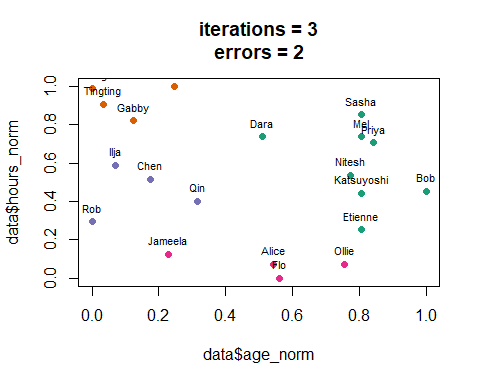 iterations = 3
errors = 2
Tingting
Gabby
Sasha
Dara
Mel
Priya
Ilja
Chen
Nitesh
Qin
Katsuyoshi
Bob
Rob
Etienne
Jameela
Alice
Flo
Ollie
data$hours_norm
0.0 0.2 0.4 0.6 0.8 1.0
0.0 0.2 0.4 0.6 0.8 1.0
data$age_norm